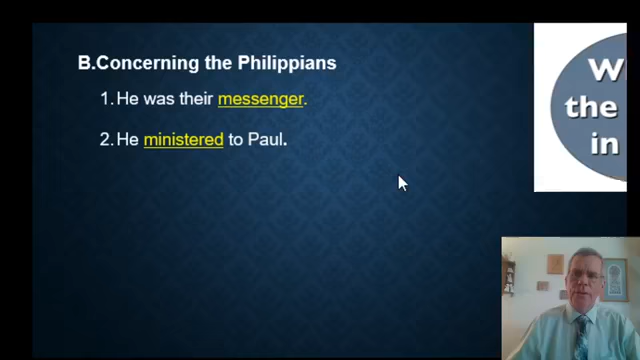 B.Concerning the Philippians
1. He was their messenger.
2. He ministered to Paul.
W
the
in